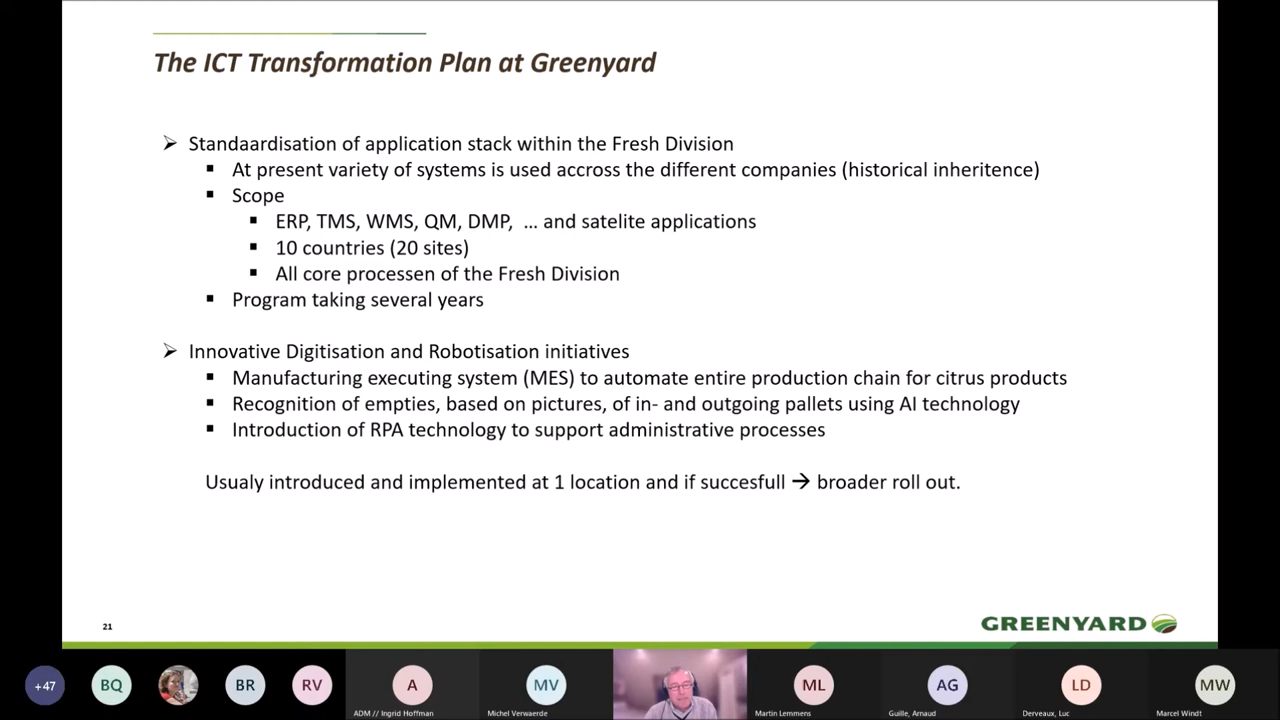 The ICT Transformation Plan at Greenyard
Standaardisation of application stack within the Fresh Division
At present variety of systems is used accross the different companies (historical inheritence)
Scope
ERP, TMS, WMS, QM, DMP, ... and satelite applications
10 countries (20 sites)
All core processen of the Fresh Division
Program taking several years
Innovative Digitisation and Robotisation initiatives
Manufacturing executing system (MES) to automate entire production chain for citrus products
Recognition of empties, based on pictures, of in- and outgoing pallets using AI technology
Introduction of RPA technology to support administrative processes
Usualy introduced and implemented at 1 location and if succesfull → broader roll out.
21
GREENYARD
+47
BQ
BR
RV
A
MV
ML
AG
LD
MW
ADM // Ingrid Hoffman
Michel Verwaerde
Martin Lemmens
Guille, Arnaud
Derveaux, Luc
Marcel Windt